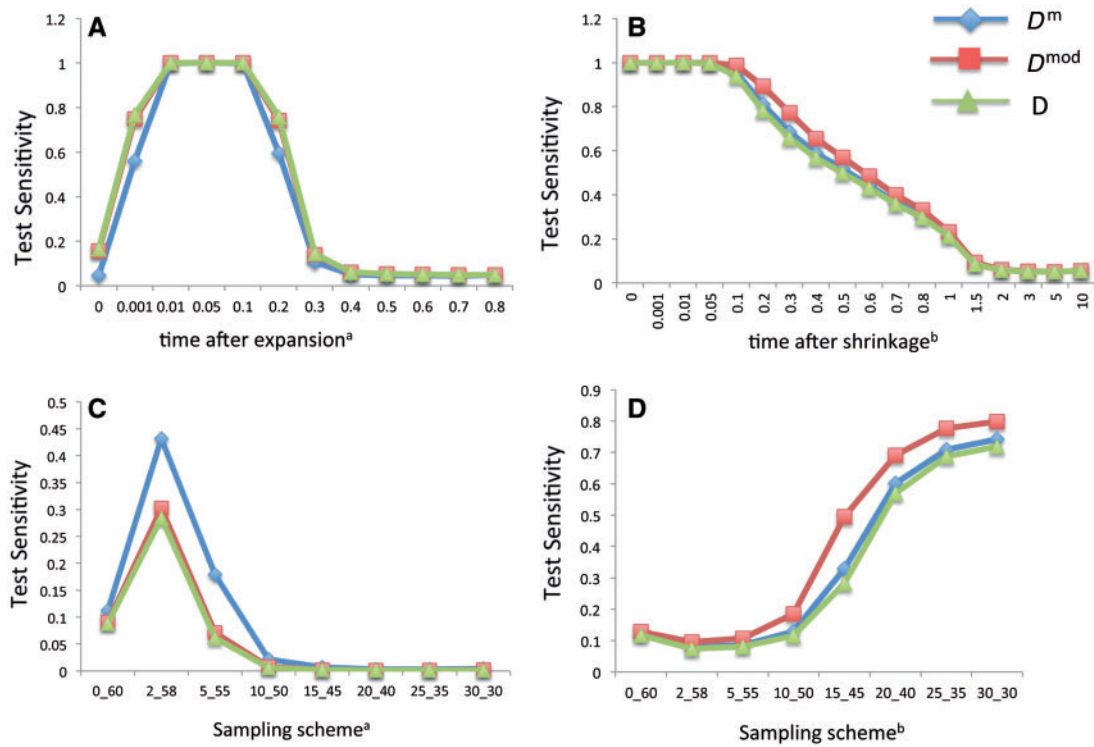 A
Test Sensitivity
1.2
1
0.8
0.6
0.4
0.2
0
0 0.001 0.01 0.05 0.1 0.2 0.3 0.4 0.6 0.7 0.8
time after expansionᵃ
B
Test Sensitivity
1.2
1
0.8
0.6
0.4
0.2
0
0 0.001 0.01 0.05 0.1 0.2 0.3 0.4 0.5 0.6 0.7 0.8 1 1.5 2 3 5 10
time after shrinkageᵇ
Dᵐ
Dᵐᵒᵈ
D
C
Test Sensitivity
0.5
0.45
0.4
0.35
0.3
0.25
0.2
0.15
0.1
0.05
0
0_60 2_58 5_55 10_50 15_45 20_40 25_35 30_30
Sampling schemeᵃ
D
Test Sensitivity
0.9
0.8
0.7
0.6
0.5
0.4
0.3
0.2
0.1
0
0_60 2_58 5_55 10_50 15_45 20_40 25_35 30_30
Sampling schemeᵇ